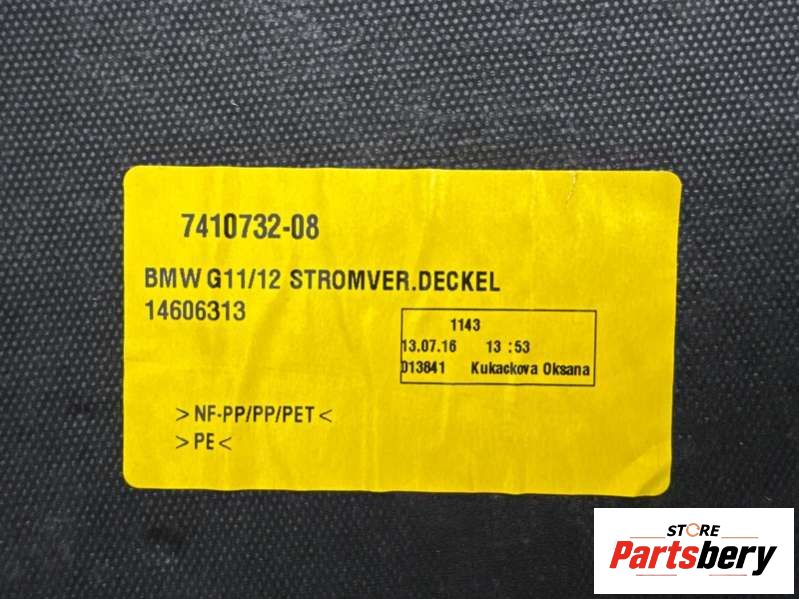 7410732-08
BMW G11/12 STROMVER.DECKEL
14606313
1143
13.07.16 13:53
013841 Kukackova Oksana
>NF-PP/PP/PET<
>PE<
STORE
Partsbery